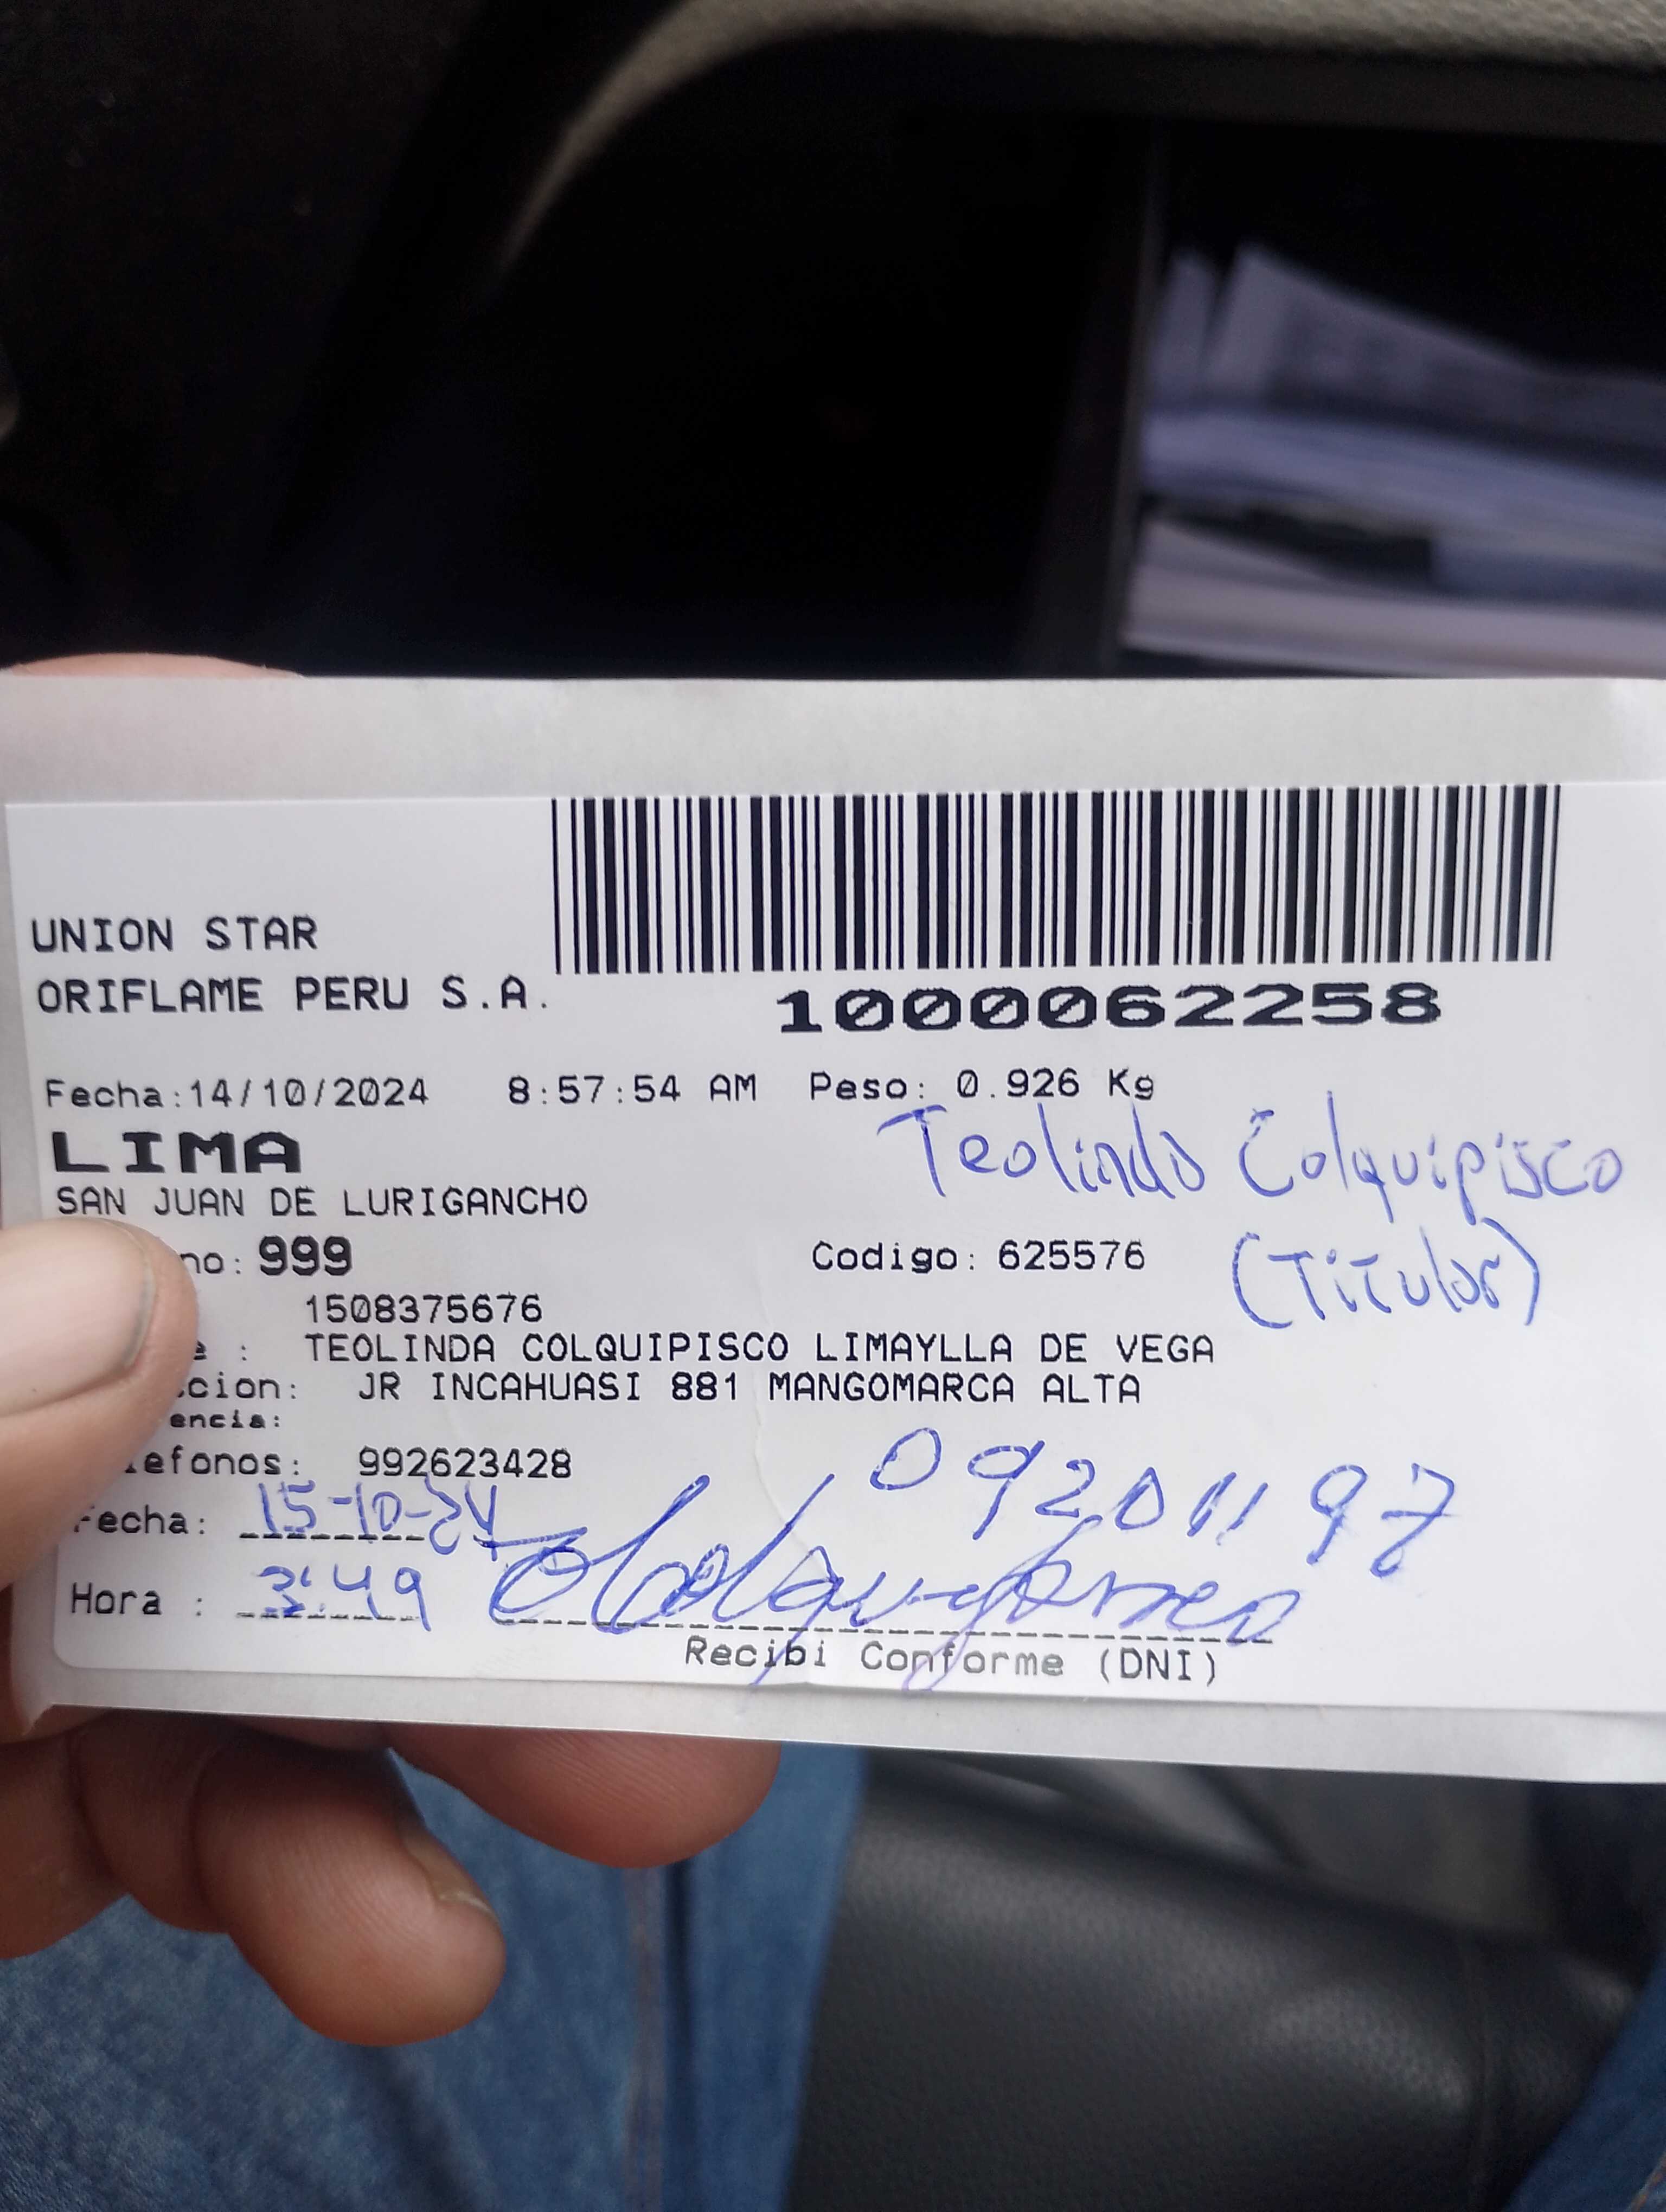 UNION STAR
ORIFLAME PERU S.A.
1000062258
Fecha:14/10/2024 8:57:54 AM Peso: 0.926 Kg
LIMA
Teolinda Colquipisco
SAN JUAN DE LURIGANCHO
(Titular)
no: 999 Codigo: 625576
1508375676
e : TEOLINDA COLQUIPISCO LIMAYLLA DE VEGA
ccion: JR INCAHUASI 881 MANGOMARCA ALTA
encia:
lefonos: 992623428
09201197
Fecha: 15-10-24
Hora : 3:49
Recibi Conforme (DNI)